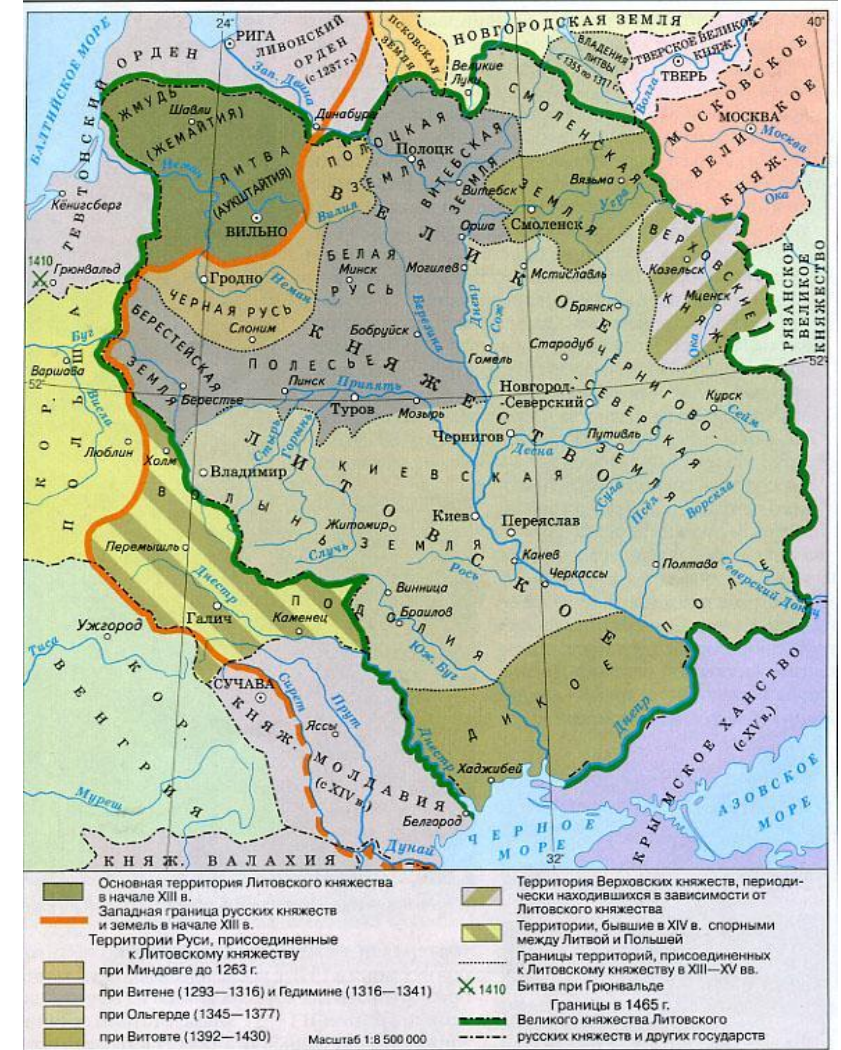 24°
40°
РИГА
ЛИВОНСКИЙ
ОРДЕН
(с 1237 г.)
ПСКОВСКАЯ
ЗЕМЛЯ
НОВГОРОДСКАЯ ЗЕМЛЯ
ВЛАДЕНИЯ
ЛИТВЫ
ТВЕРСКОЕ ВЕЛИКОЕ
КНЯЖ.
ТВЕРЬ
Волга
Великие
Луки
БАЛТИЙСКОЕ МОРЕ
ТЕВТОНСКИЙ ОРДЕН
Зап. Двина
Динабург
ЖМУДЬ
(ЖЕМАЙТИЯ)
Шавли
ЛИТВА
(АУКШТАЙТИЯ)
Неман
ВИЛЬНО
Вилия
ПОЛОЦКАЯ
ЗЕМЛЯ
Полоцк
ВИТЕБСКАЯ
ЗЕМЛЯ
Витебск
СМОЛЕНСКАЯ
ЗЕМЛЯ
Вязьма
Угра
Смоленск
МОСКОВСКОЕ
ВЕЛИКОЕ
КНЯЖ.
МОСКВА
Москва
Ока
Кёнигсберг
1410
Грюнвальд
Орша
Могилев
Мстиславль
ВЕРХОВСКИЕ
КНЯЖ.
Козельск
Мценск
Ока
РЯЗАНСКОЕ
ВЕЛИКОЕ
КНЯЖЕСТВО
Гродно
Неман
ЧЕРНАЯ РУСЬ
Слоним
БЕЛАЯ
РУСЬ
Минск
Березина
Бобруйск
Днепр
Сож
Брянск
Гомель
Стародуб
ВЕЛИКОЕ
КНЯЖЕСТВО
ЛИТОВСКОЕ
52°
52°
Буг
Варшава
Висла
КОР.
ПОЛЬША
Люблин
БЕРЕСТЕЙСКАЯ
ЗЕМЛЯ
Берестье
ПОЛЕСЬЕ
Пинск
Припять
Туров
Мозырь
Новгород-
-Северский
ЧЕРНИГОВО-
-СЕВЕРСКАЯ
ЗЕМЛЯ
Курск
Сейм
Чернигов
Десна
Путивль
Холм
Владимир
Стырь
Горынь
ВОЛЫНЬ
КИЕВСКАЯ
ЗЕМЛЯ
Сула
Псёл
Ворскла
Киев
Переяслав
Житомир
Случь
Рось
Канев
Черкассы
Полтава
Северский Донец
Перемышль
Днестр
Галич
Каменец
ПОДОЛИЯ
Винница
Браилов
Юж. Буг
ДИКОЕ ПОЛЕ
Днепр
Ужгород
Тиса
КОР.
ВЕНГРИЯ
Муреш
СУЧАВА
Сирет
Прут
Яссы
КНЯЖ. МОЛДАВИЯ
(с XIV в.)
Днестр
Хаджибей
Белгород
КРЫМСКОЕ ХАНСТВО
(с XV в.)
АЗОВСКОЕ
МОРЕ
ЧЕРНОЕ
МОРЕ
Дунай
КНЯЖ. ВАЛАХИЯ
32°
Основная территория Литовского княжества
в начале XIII в.
Западная граница русских княжеств
и земель в начале XIII в.
Территории Руси, присоединенные
к Литовскому княжеству
при Миндовге до 1263 г.
при Витене (1293—1316) и Гедимине (1316—1341)
при Ольгерде (1345—1377)
при Витовте (1392—1430)
Масштаб 1:8 500 000
Территория Верховских княжеств, периоди-
чески находившихся в зависимости от
Литовского княжества
Территории, бывшие в XIV в. спорными
между Литвой и Польшей
Границы территорий, присоединенных
к Литовскому княжеству в XIII—XV вв.
1410 Битва при Грюнвальде
Границы в 1465 г.
Великого княжества Литовского
русских княжеств и других государств